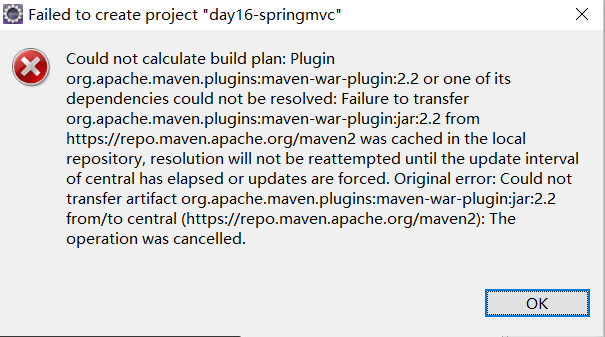 Failed to create project "day16-springmvc"
Could not calculate build plan: Plugin
org.apache.maven.plugins:maven-war-plugin:2.2 or one of its
dependencies could not be resolved: Failure to transfer
org.apache.maven.plugins:maven-war-plugin:jar:2.2 from
https://repo.maven.apache.org/maven2 was cached in the local
repository, resolution will not be reattempted until the update interval
of central has elapsed or updates are forced. Original error: Could not
transfer artifact org.apache.maven.plugins:maven-war-plugin:jar:2.2
from/to central (https://repo.maven.apache.org/maven2): The
operation was cancelled.
OK